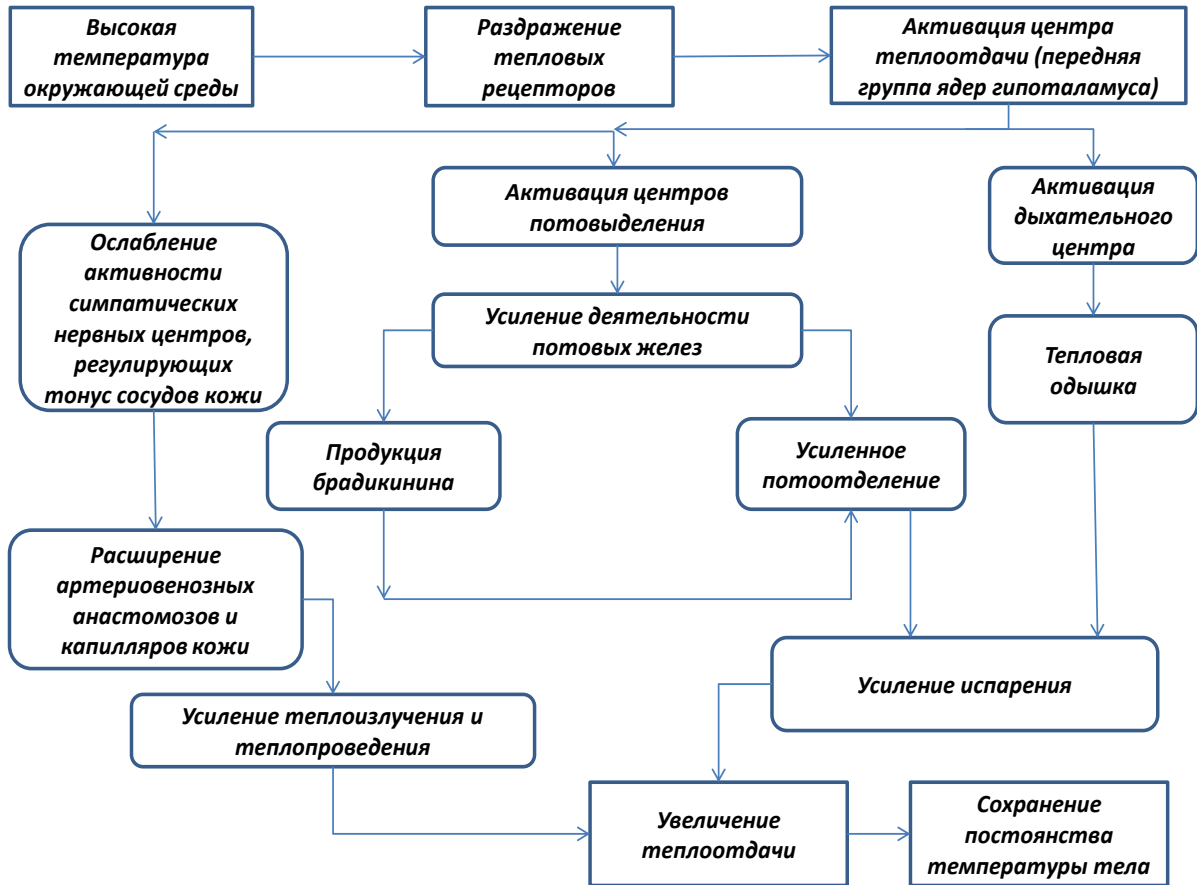 Высокая
температура
окружающей среды
Раздражение
тепловых
рецепторов
Активация центра
теплоотдачи (передняя
группа ядер гипоталамуса)
Ослабление
активности
симпатических
нервных центров,
регулирующих
тонус сосудов кожи
Активация центров
потовыделения
Активация
дыхательного
центра
Усиление деятельности
потовых желез
Тепловая
одышка
Продукция
брадикинина
Усиленное
потоотделение
Расширение
артериовенозных
анастомозов и
капилляров кожи
Усиление испарения
Усиление теплоизлучения и
теплопроведения
Увеличение
теплоотдачи
Сохранение
постоянства
температуры тела